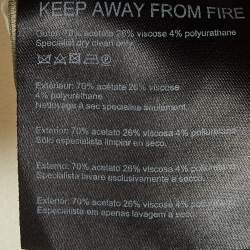 KEEP AWAY FROM FIRE
Outer: 70% acetate 26% viscose 4% polyurethane
Specialist dry clean only
Exterieur: 70% acetate 26% viscose
4% polyurethane
Nettoyage à sec specialise seulement.
Exterior: 70% acetato 26% viscosa 4% poliuretano
Sólo especialista limpiar en seco.
Esterno: 70% acetato 26% viscosa 4% poliuretano
Specialista lavare esclusivamente a secco.
Exterior: 70% acetato 26% viscosa 4% poliuretano
Especialista em apenas lavagem a seco.